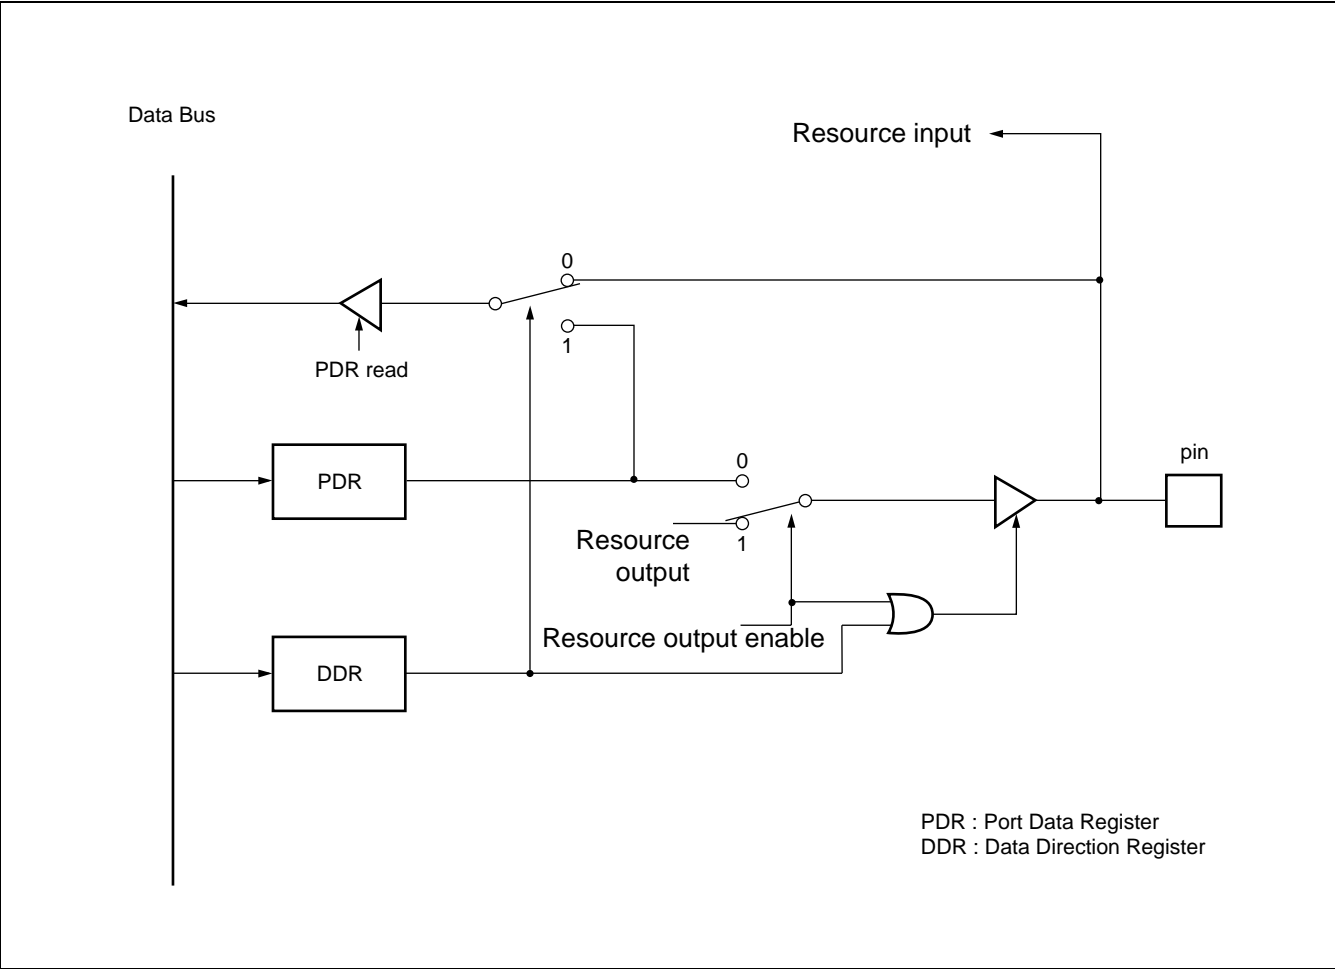 Data Bus
Resource input
0
1
PDR read
pin
PDR
0
Resource
output
1
Resource output enable
DDR
PDR : Port Data Register
DDR : Data Direction Register